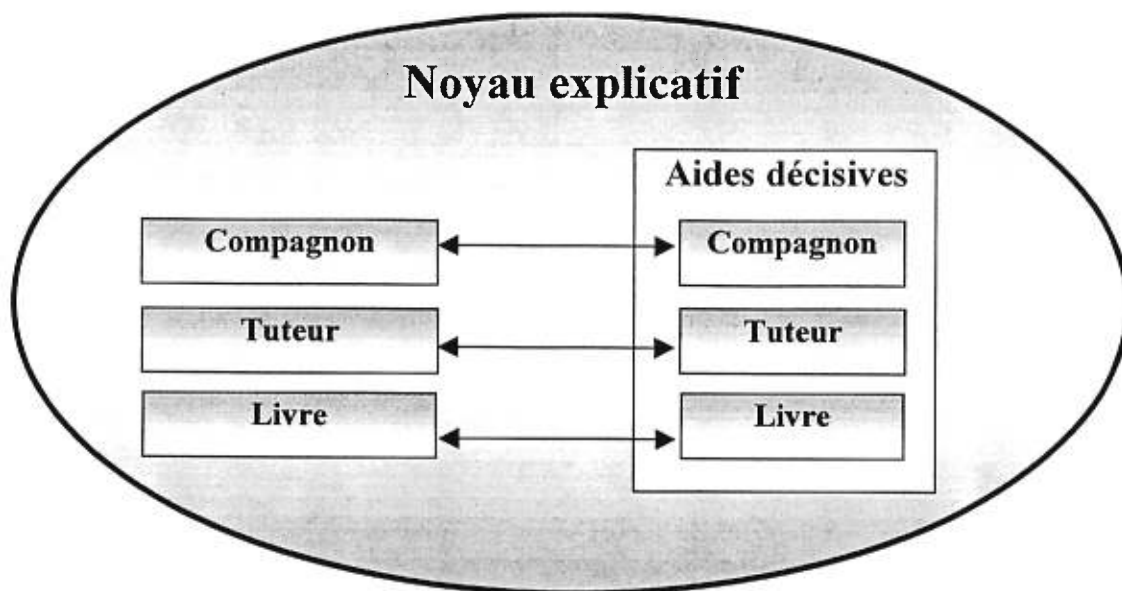 Noyau explicatif
Aides décisives
Compagnon
Compagnon
Tuteur
Tuteur
Livre
Livre